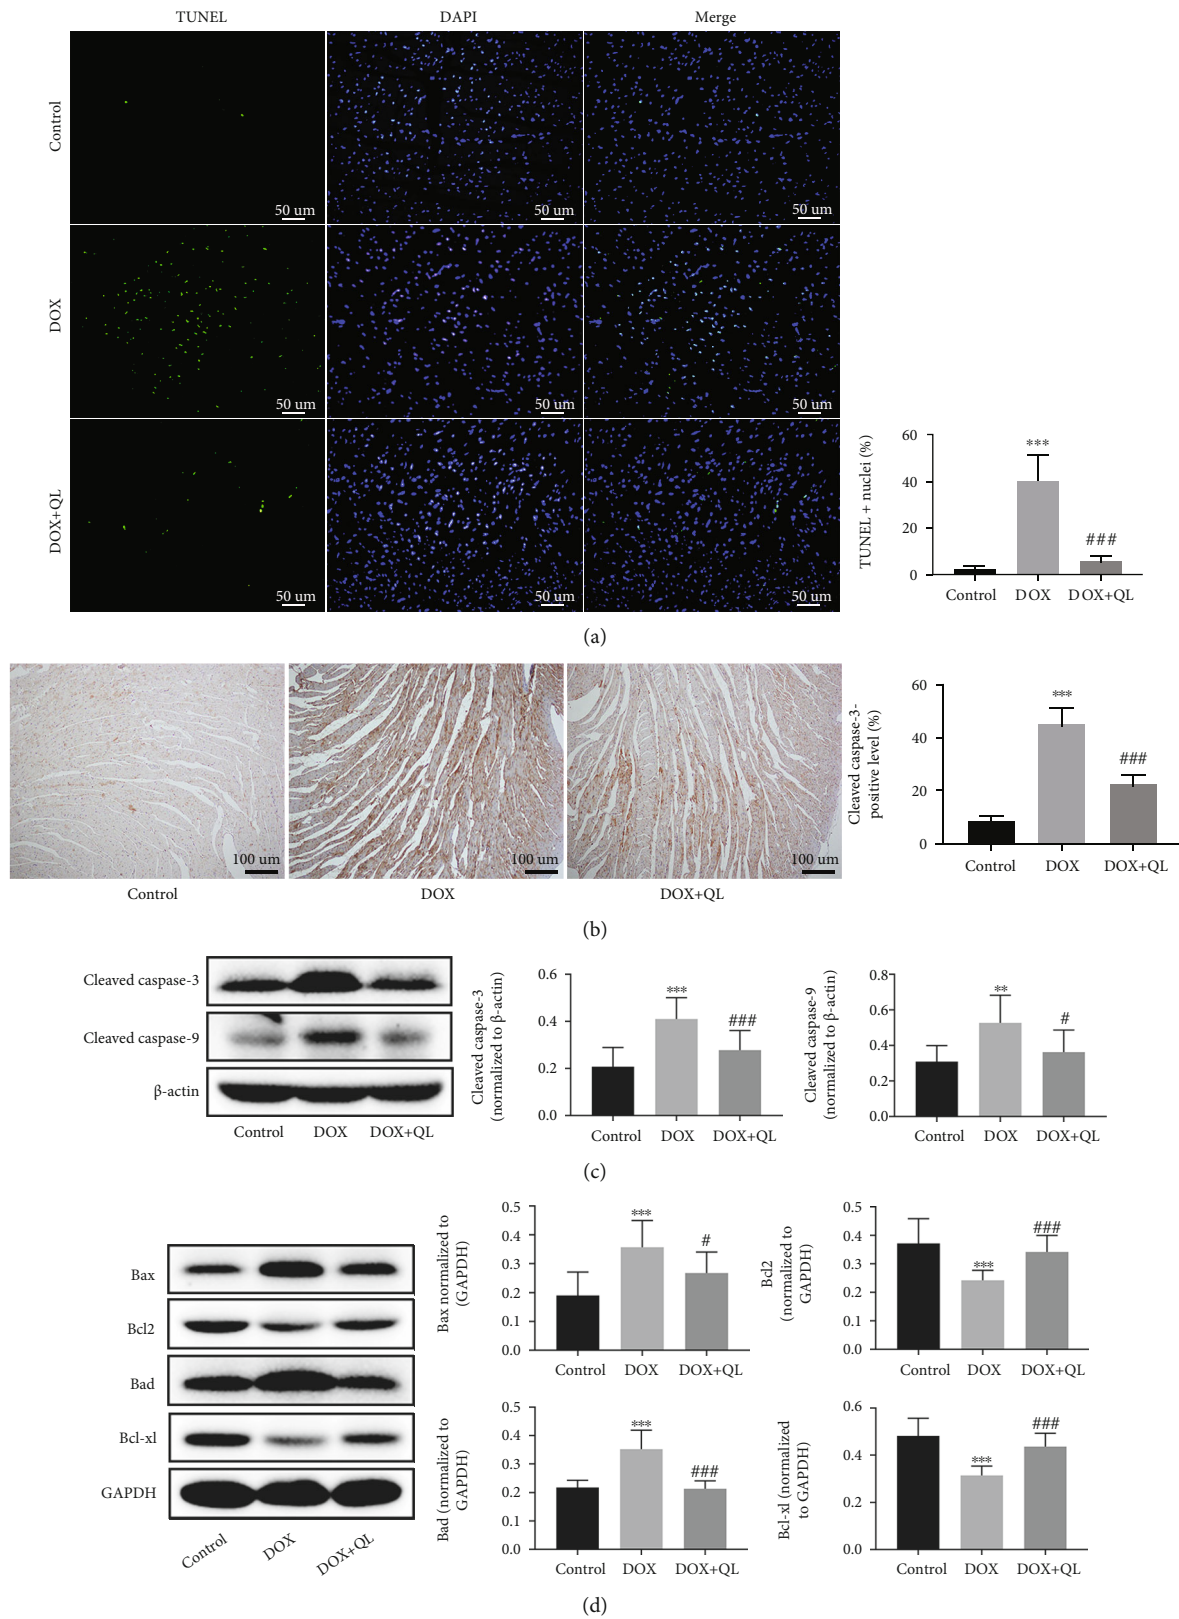 TUNEL DAPI Merge
Control
50 um 50 um 50 um
DOX
50 um 50 um 50 um
DOX+QL
50 um 50 um 50 um
TUNEL + nuclei (%)
60
40
20
0
***
###
Control DOX DOX+QL
(a)
100 um 100 um 100 um
Control DOX DOX+QL
Cleaved caspase-3-
positive level (%)
60
40
20
0
***
###
Control DOX DOX+QL
(b)
Cleaved caspase-3
Cleaved caspase-9
β-actin
Control DOX DOX+QL
Cleaved caspase-3
(normalized to β-actin)
0.6
0.4
0.2
0.0
***
###
Control DOX DOX+QL
Cleaved caspase-9
(normalized to β-actin)
0.8
0.6
0.4
0.2
0.0
**
#
Control DOX DOX+QL
(c)
Bax
Bcl2
Bad
Bcl-xl
GAPDH
Control DOX DOX+QL
Bax normalized to
(GAPDH)
0.5
0.4
0.3
0.2
0.1
0.0
***
#
Control DOX DOX+QL
Bcl2
(normalized to
GAPDH)
0.5
0.4
0.3
0.2
0.1
0.0
***
###
Control DOX DOX+QL
Bad (normalized to
GAPDH)
0.5
0.4
0.3
0.2
0.1
0.0
***
###
Control DOX DOX+QL
Bcl-xl (normalized
to GAPDH)
0.6
0.4
0.2
0.0
***
###
Control DOX DOX+QL
(d)